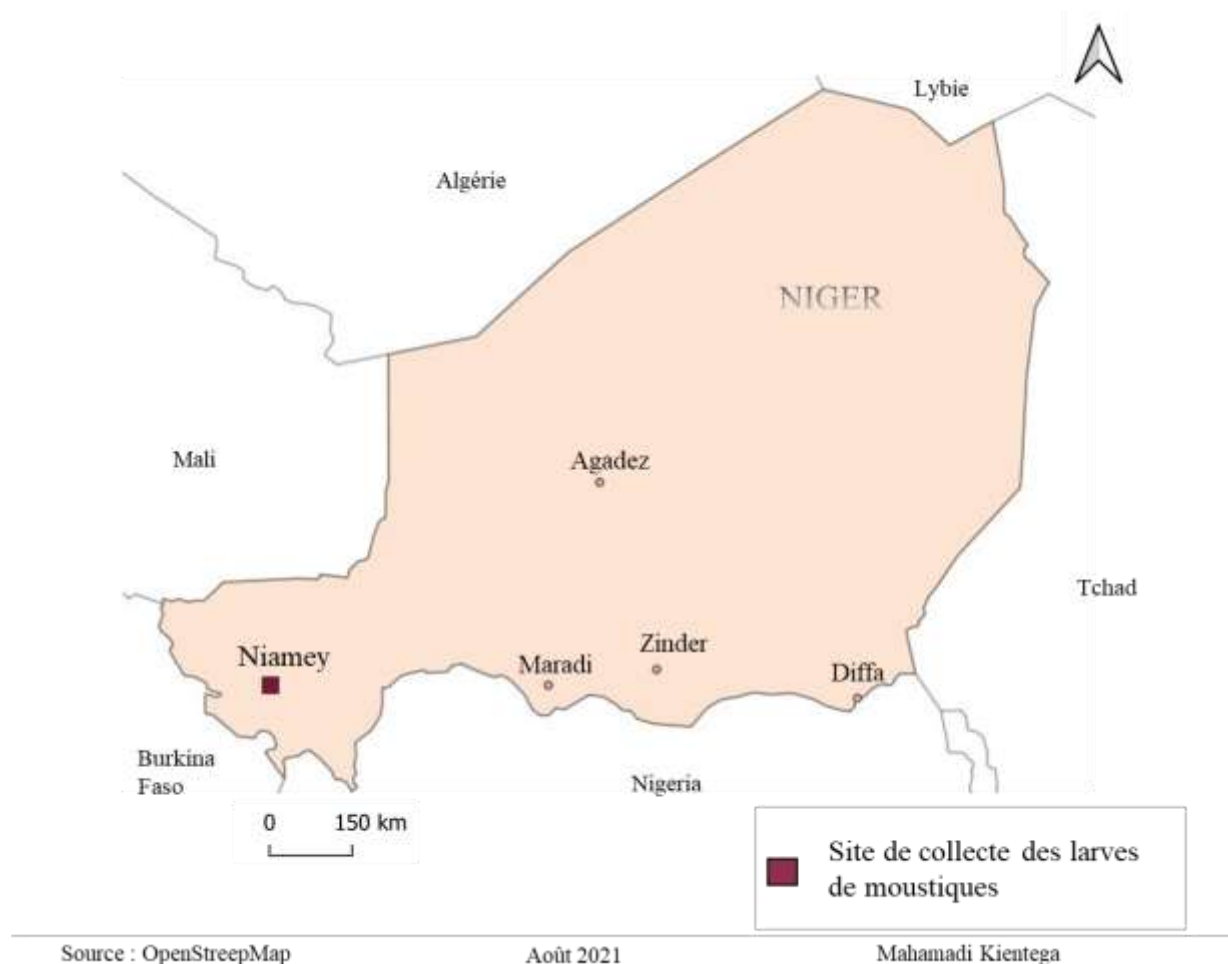 Lybie
Algérie
NIGER
Mali
Agadez
Tchad
Niamey
Zinder
Maradi
Diffa
Burkina
Faso
Nigeria
0 150 km
Site de collecte des larves
de moustiques
Source : OpenStreepMap Août 2021 Mahamadi Kientega